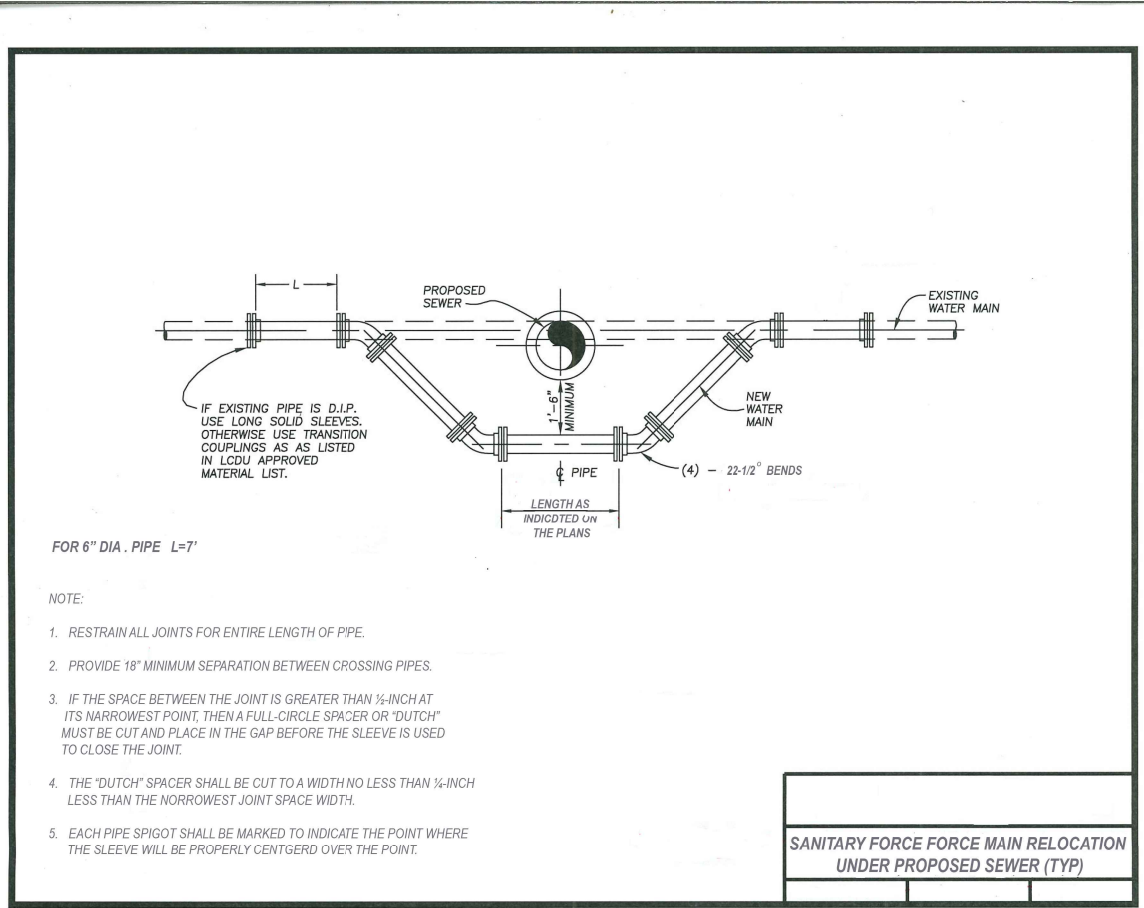 L
PROPOSED
SEWER
EXISTING
WATER MAIN
1'-6"
MINIMUM
IF EXISTING PIPE IS D.I.P.
USE LONG SOLID SLEEVES.
OTHERWISE USE TRANSITION
COUPLINGS AS AS LISTED
IN LCDU APPROVED
MATERIAL LIST.
NEW
WATER
MAIN
℄ PIPE
(4) - 22-1/2° BENDS
LENGTH AS
INDICDTED ON
THE PLANS
FOR 6" DIA . PIPE L=7'
NOTE:
1. RESTRAIN ALL JOINTS FOR ENTIRE LENGTH OF PIPE.
2. PROVIDE 18" MINIMUM SEPARATION BETWEEN CROSSING PIPES.
3. IF THE SPACE BETWEEN THE JOINT IS GREATER THAN ½-INCH AT
ITS NARROWEST POINT, THEN A FULL-CIRCLE SPACER OR "DUTCH"
MUST BE CUT AND PLACE IN THE GAP BEFORE THE SLEEVE IS USED
TO CLOSE THE JOINT.
4. THE "DUTCH" SPACER SHALL BE CUT TO A WIDTH NO LESS THAN ¼-INCH
LESS THAN THE NORROWEST JOINT SPACE WIDTH.
5. EACH PIPE SPIGOT SHALL BE MARKED TO INDICATE THE POINT WHERE
THE SLEEVE WILL BE PROPERLY CENTGERD OVER THE POINT.
SANITARY FORCE FORCE MAIN RELOCATION
UNDER PROPOSED SEWER (TYP)